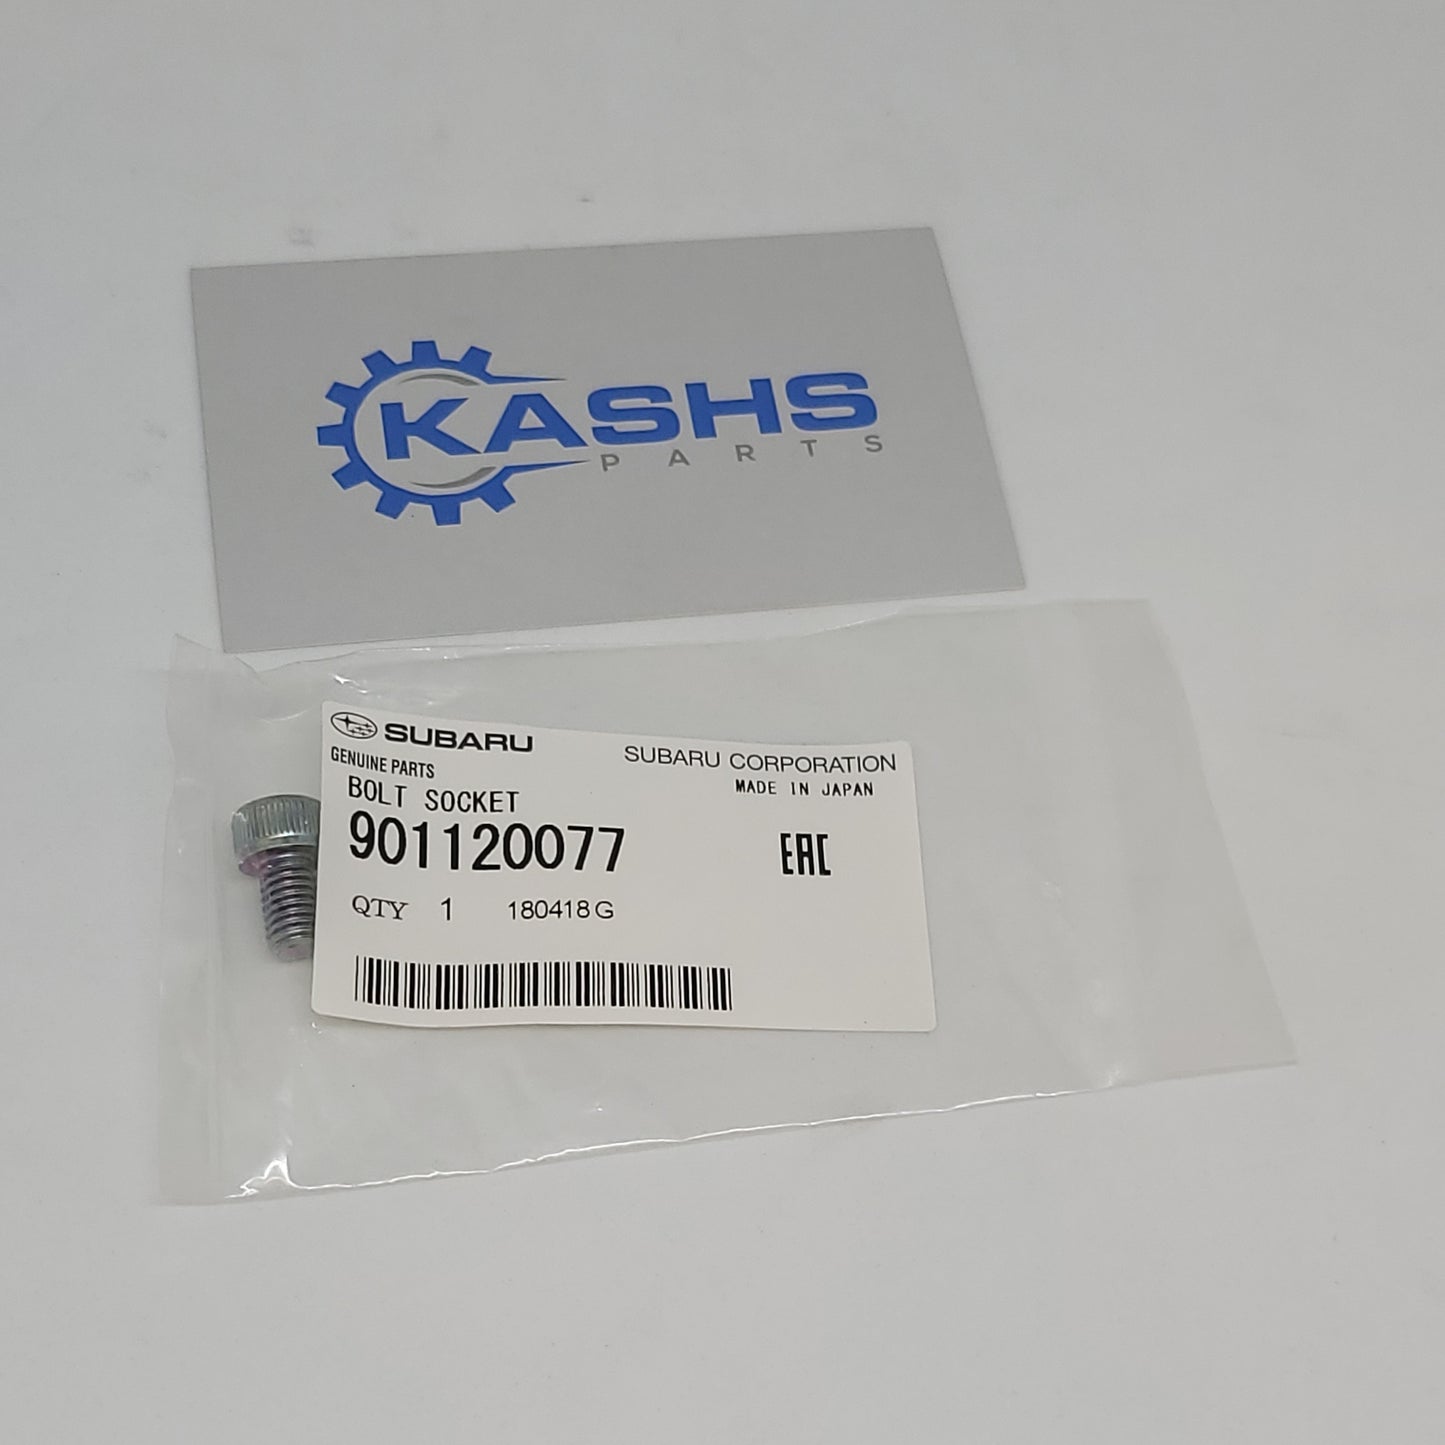 KASHS
PARTS
SUBARU
GENUINE PARTS
SUBARU CORPORATION
MADE IN JAPAN
BOLT SOCKET
901120077
EAC
QTY 1 180418G